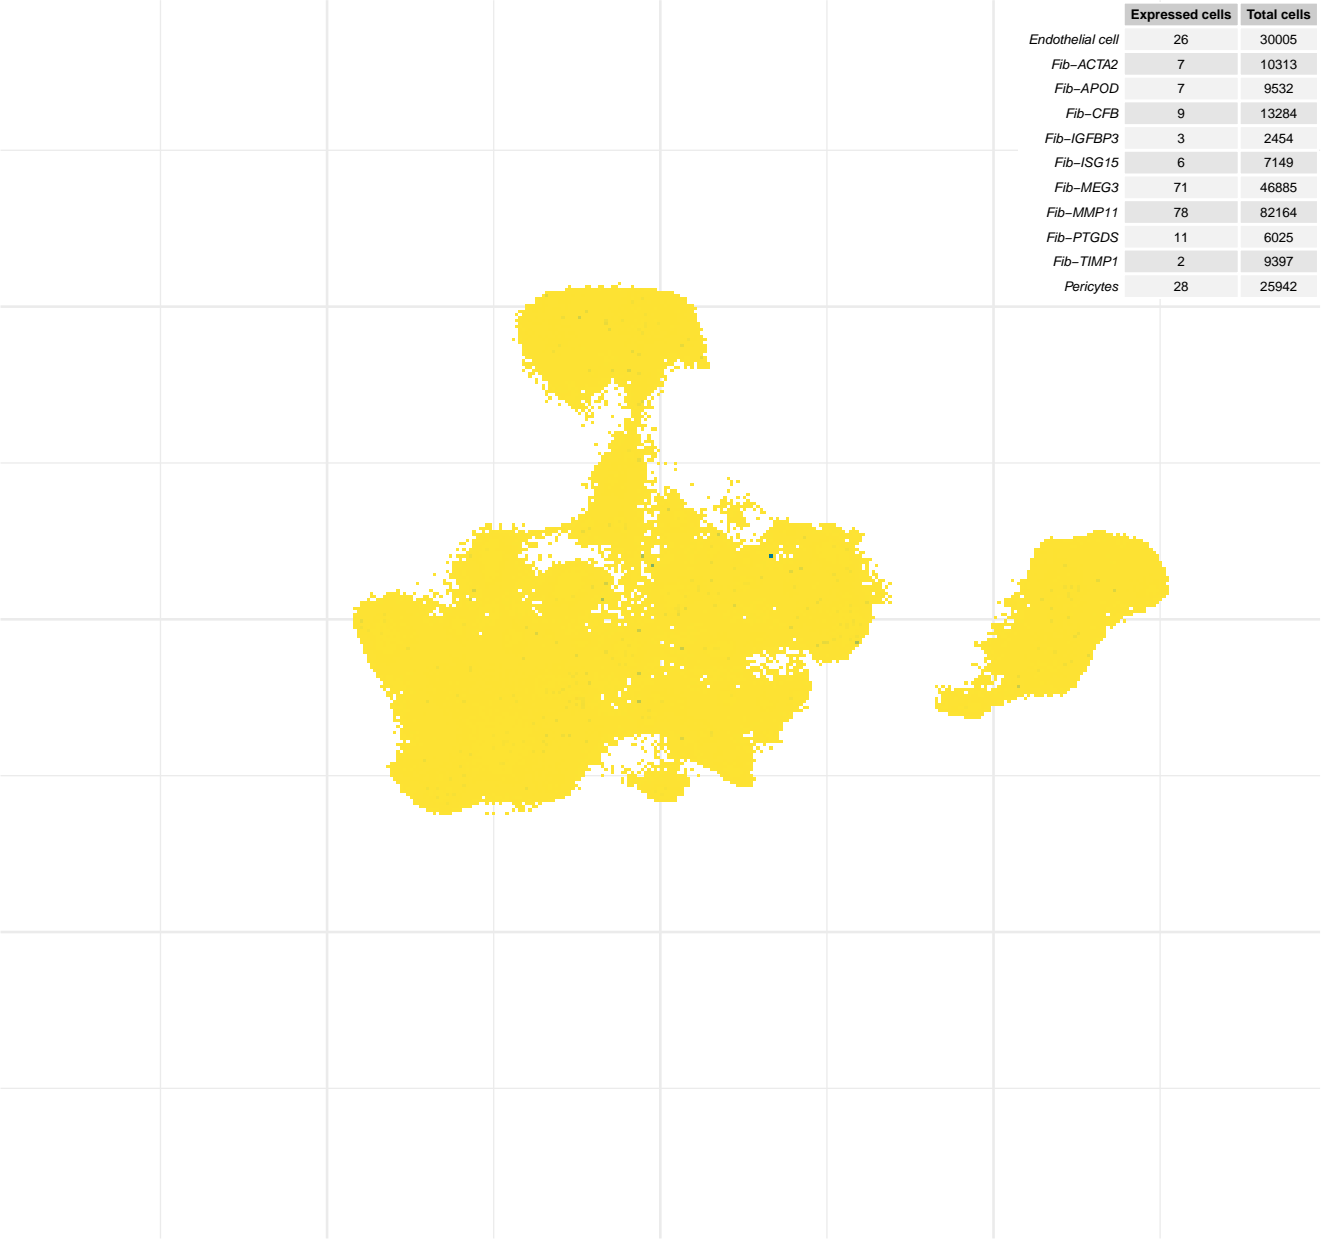 Expressed cells Total cells
Endothelial cell 26 30005
Fib−ACTA2 7 10313
Fib−APOD 7 9532
Fib−CFB 9 13284
Fib−IGFBP3 3 2454
Fib−ISG15 6 7149
Fib−MEG3 71 46885
Fib−MMP11 78 82164
Fib−PTGDS 11 6025
Fib−TIMP1 2 9397
Pericytes 28 25942